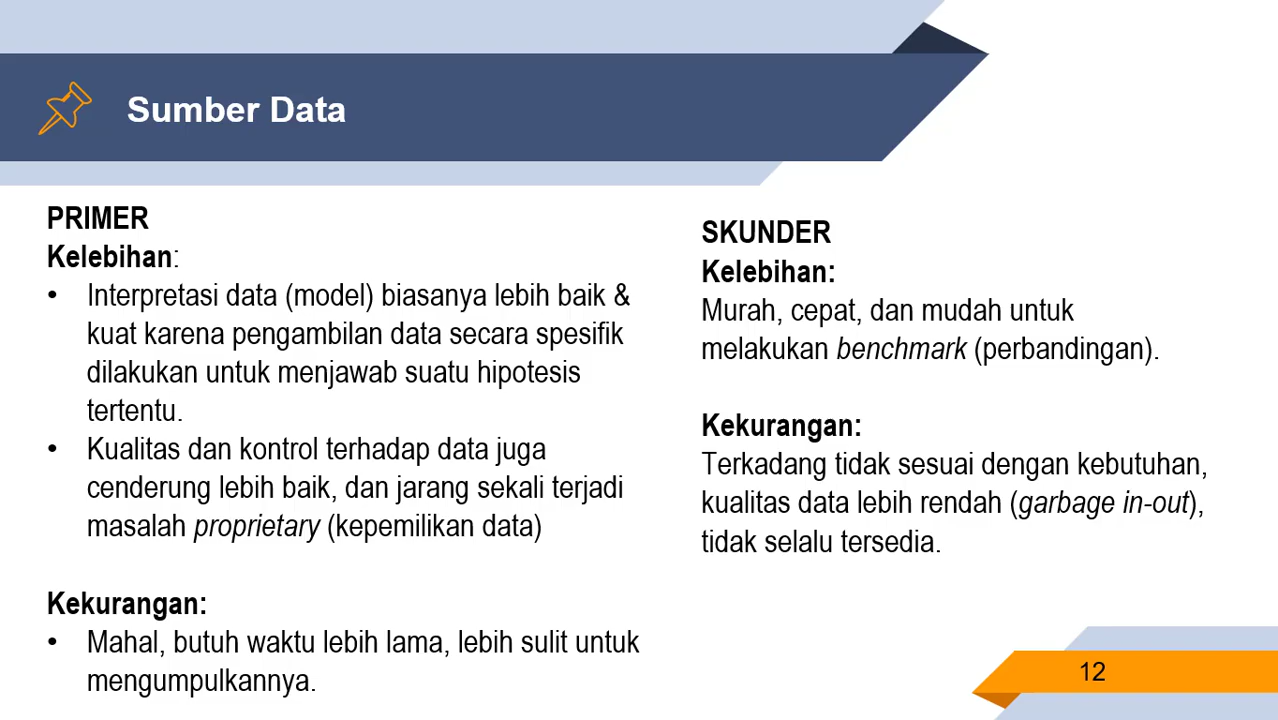 Sumber Data
PRIMER
Kelebihan:
• Interpretasi data (model) biasanya lebih baik &
kuat karena pengambilan data secara spesifik
dilakukan untuk menjawab suatu hipotesis
tertentu.
• Kualitas dan kontrol terhadap data juga
cenderung lebih baik, dan jarang sekali terjadi
masalah proprietary (kepemilikan data)
Kekurangan:
• Mahal, butuh waktu lebih lama, lebih sulit untuk
mengumpulkannya.
SKUNDER
Kelebihan:
Murah, cepat, dan mudah untuk
melakukan benchmark (perbandingan).
Kekurangan:
Terkadang tidak sesuai dengan kebutuhan,
kualitas data lebih rendah (garbage in-out),
tidak selalu tersedia.
12